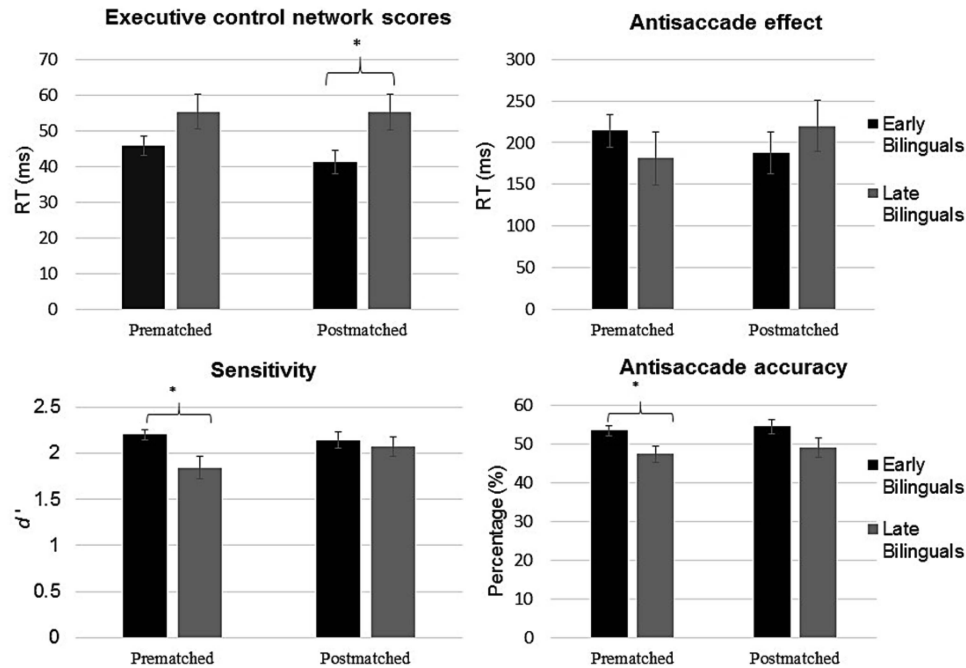 Executive control network scores
*
70
60
50
40
30
20
10
0
RT (ms)
Prematched
Postmatched
Antisaccade effect
300
250
200
150
100
50
0
RT (ms)
Prematched
Postmatched
Early
Bilinguals
Late
Bilinguals
Sensitivity
*
2.5
2
1.5
1
0.5
0
d'
Prematched
Postmatched
Antisaccade accuracy
*
60
50
40
30
20
10
0
Percentage (%)
Prematched
Postmatched
Early
Bilinguals
Late
Bilinguals